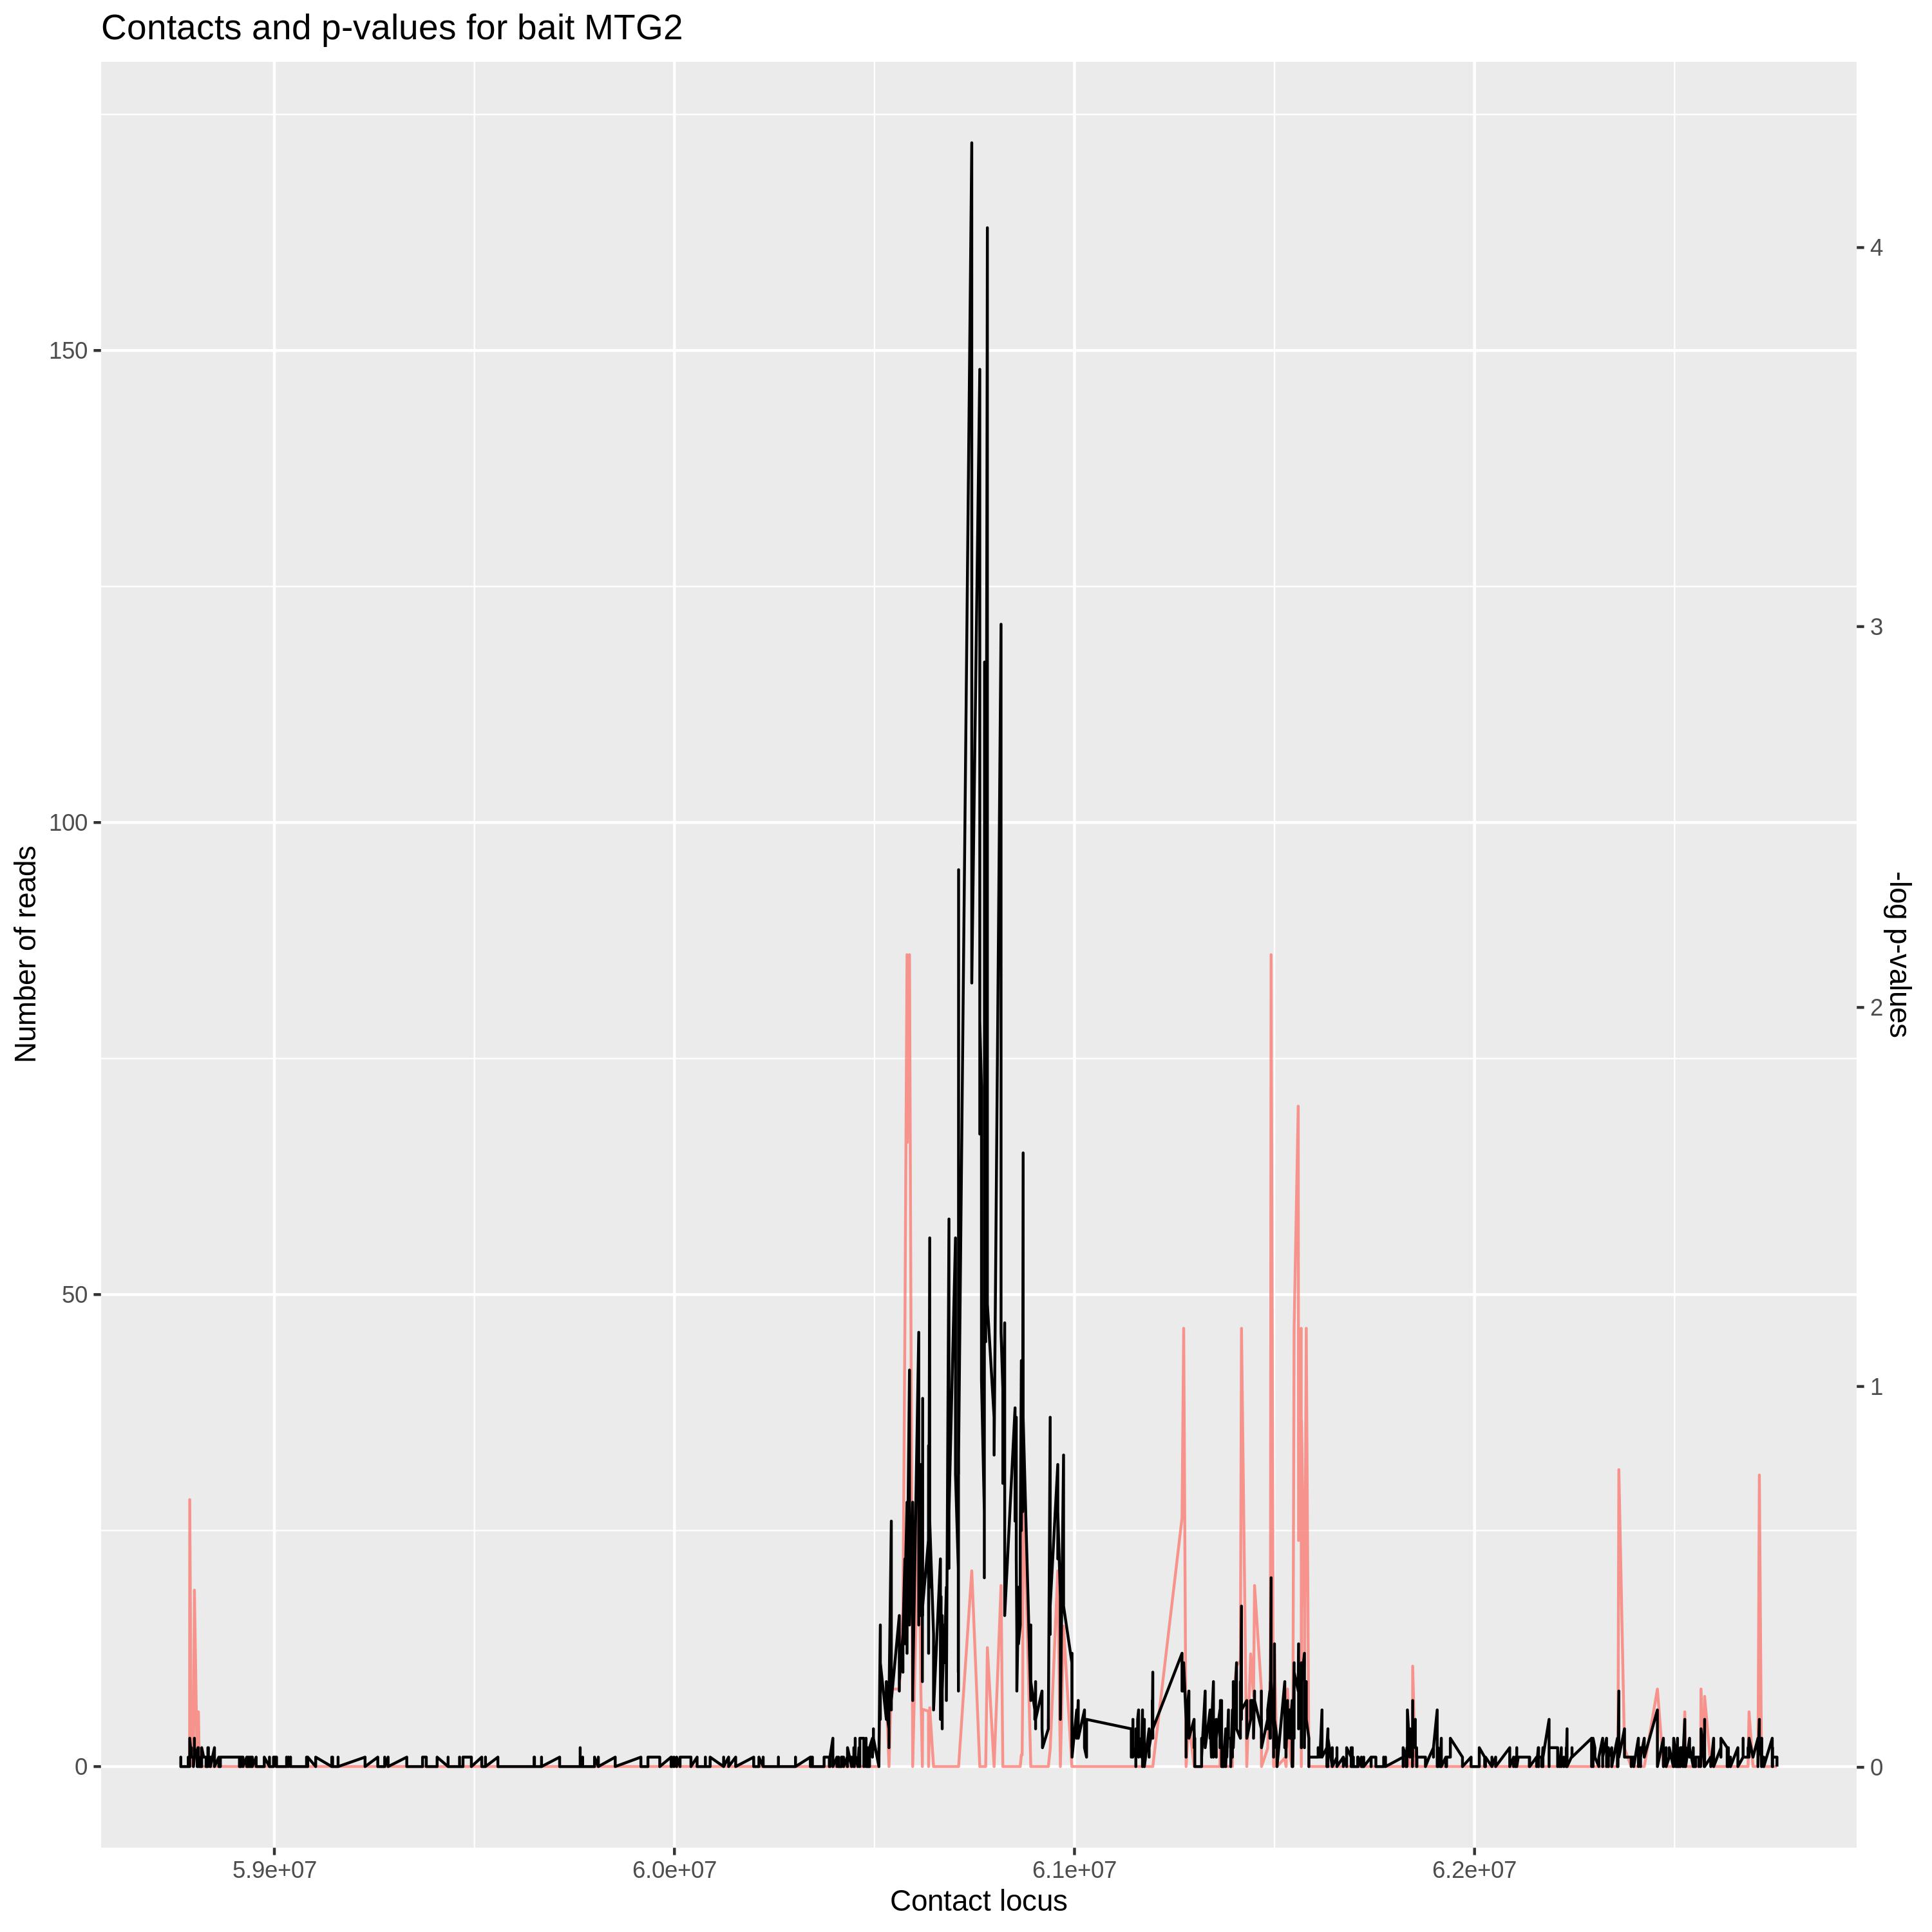 Contacts and p-values for bait MTG2
Number of reads
150
100
50
0
4
3
2
1
0
-log p-values
5.9e+07 6.0e+07 6.1e+07 6.2e+07
Contact locus